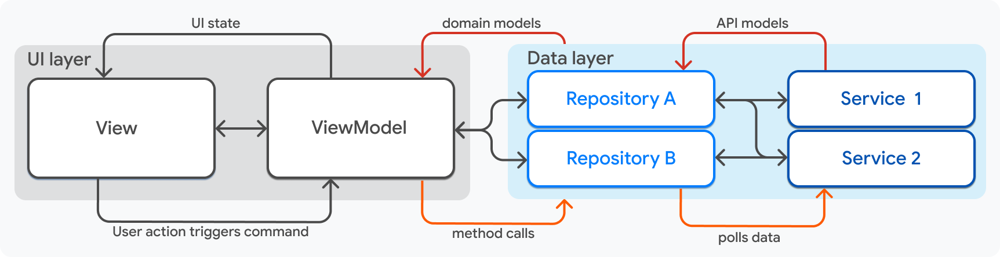 UI state
domain models
API models
UI layer
Data layer
View
ViewModel
Repository A
Service 1
Repository B
Service 2
User action triggers command
method calls
polls data